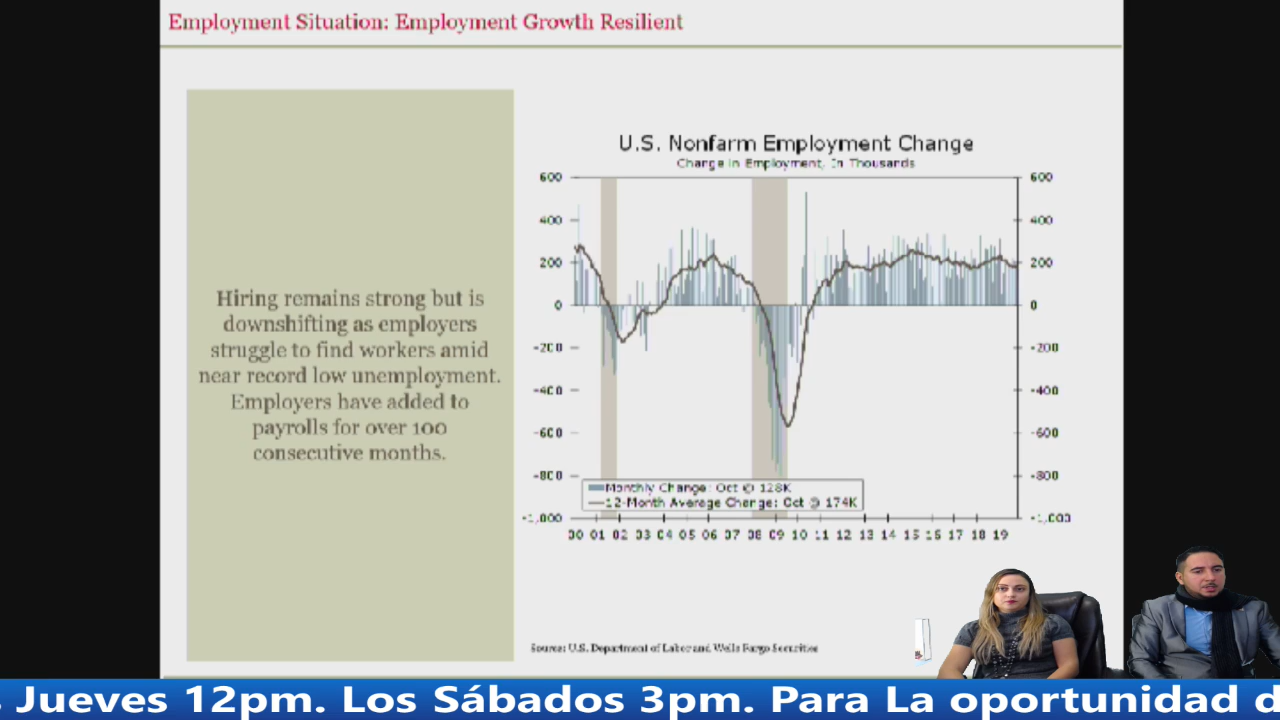 Employment Situation: Employment Growth Resilient
Hiring remains strong but is
downshifting as employers
struggle to find workers amid
near record low unemployment.
Employers have added to
payrolls for over 100
consecutive months.
U.S. Nonfarm Employment Change
Change in Employment, In Thousands
600 600
400 400
200 200
0 0
-200 -200
-400 -400
-600 -600
-800 -800
-1,000 -1,000
Monthly Change: Oct @ 128K
12-Month Average Change: Oct @ 174K
00 01 02 03 04 05 06 07 08 09 10 11 12 13 14 15 16 17 18 19
Source: U.S. Department of Labor and Wells Fargo Securities
Jueves 12pm. Los Sábados 3pm. Para La oportunidad